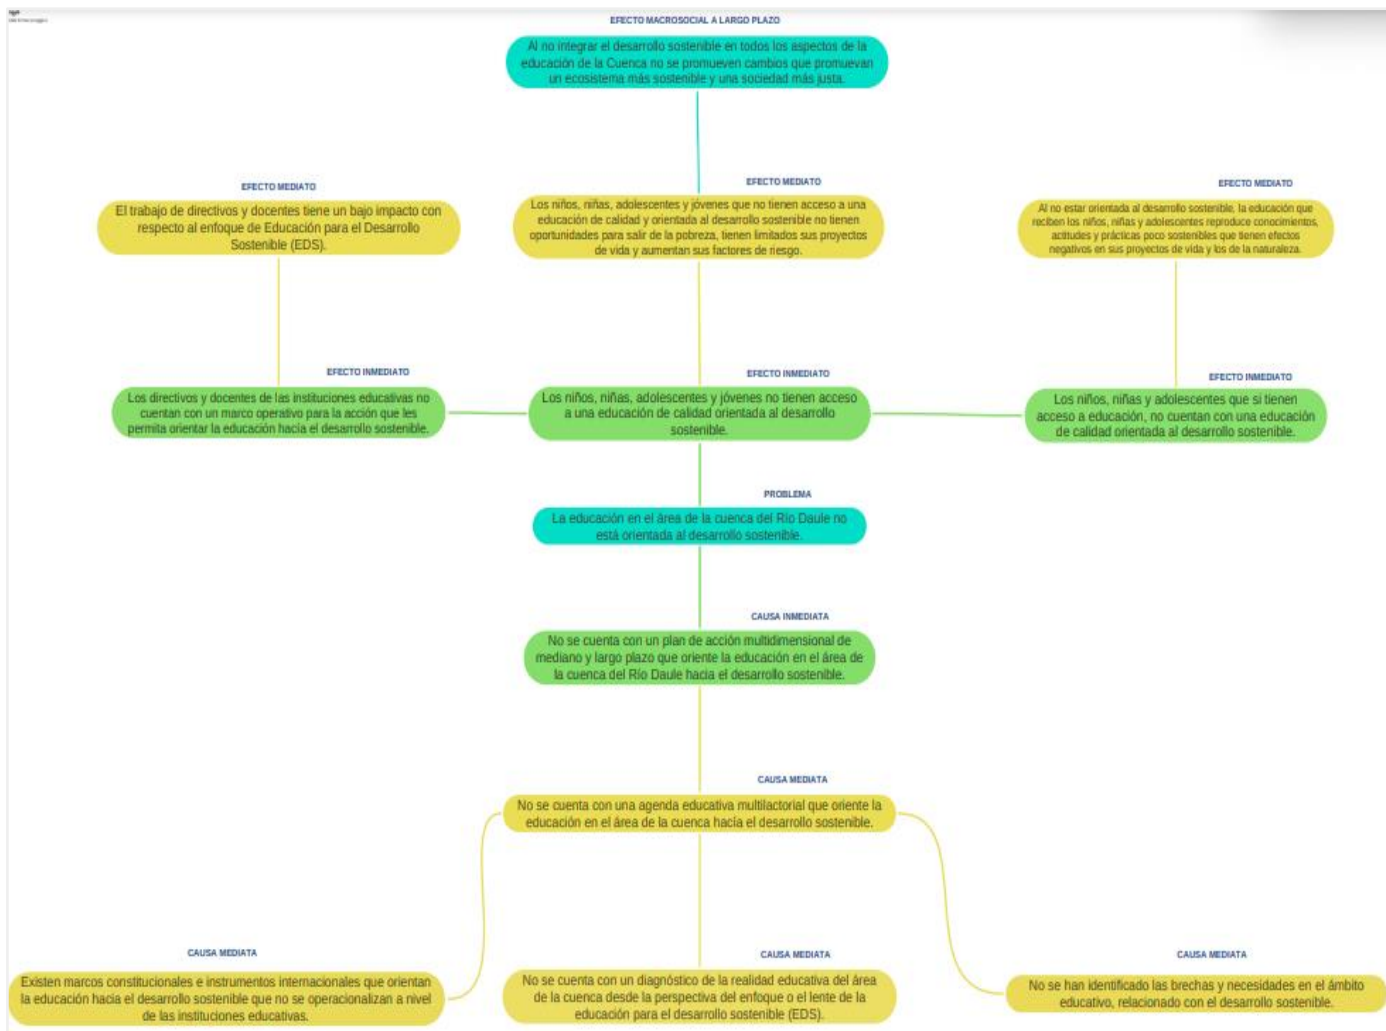 EFECTO MACROSOCIAL A LARGO PLAZO
Al no integrar el desarrollo sostenible en todos los aspectos de la
educación de la Cuenca no se promueven cambios que promuevan
un ecosistema más sostenible y una sociedad más justa.
EFECTO MEDIATO
El trabajo de directivos y docentes tiene un bajo impacto con
respecto al enfoque de Educación para el Desarrollo
Sostenible (EDS).
EFECTO MEDIATO
Los niños, niñas, adolescentes y jóvenes que no tienen acceso a una
educación de calidad y orientada al desarrollo sostenible no tienen
oportunidades para salir de la pobreza, tienen limitados sus proyectos
de vida y aumentan sus factores de riesgo.
EFECTO MEDIATO
Al no estar orientada al desarrollo sostenible, la educación que
reciben los niños, niñas y adolescentes reproduce conocimientos,
actitudes y prácticas poco sostenibles que tienen efectos
negativos en sus proyectos de vida y los de la naturaleza.
EFECTO INMEDIATO
Los directivos y docentes de las instituciones educativas no
cuentan con un marco operativo para la acción que les
permita orientar la educación hacía el desarrollo sostenible.
EFECTO INMEDIATO
Los niños, niñas, adolescentes y jóvenes no tienen acceso
a una educación de calidad orientada al desarrollo
sostenible.
EFECTO INMEDIATO
Los niños, niñas y adolescentes que si tienen
acceso a educación, no cuentan con una educación
de calidad orientada al desarrollo sostenible.
PROBLEMA
La educación en el área de la cuenca del Río Daule no
está orientada al desarrollo sostenible.
CAUSA INMEDIATA
No se cuenta con un plan de acción multidimensional de
mediano y largo plazo que oriente la educación en el área de
la cuenca del Río Daule hacia el desarrollo sostenible.
CAUSA MEDIATA
No se cuenta con una agenda educativa multilactorial que oriente la
educación en el área de la cuenca hacía el desarrollo sostenible.
CAUSA MEDIATA
Existen marcos constitucionales e instrumentos internacionales que orientan
la educación hacia el desarrollo sostenible que no se operacionalizan a nivel
de las instituciones educativas.
CAUSA MEDIATA
No se cuenta con un diagnóstico de la realidad educativa del área
de la cuenca desde la perspectiva del enfoque o el lente de la
educación para el desarrollo sostenible (EDS).
CAUSA MEDIATA
No se han identificado las brechas y necesidades en el ámbito
educativo, relacionado con el desarrollo sostenible.